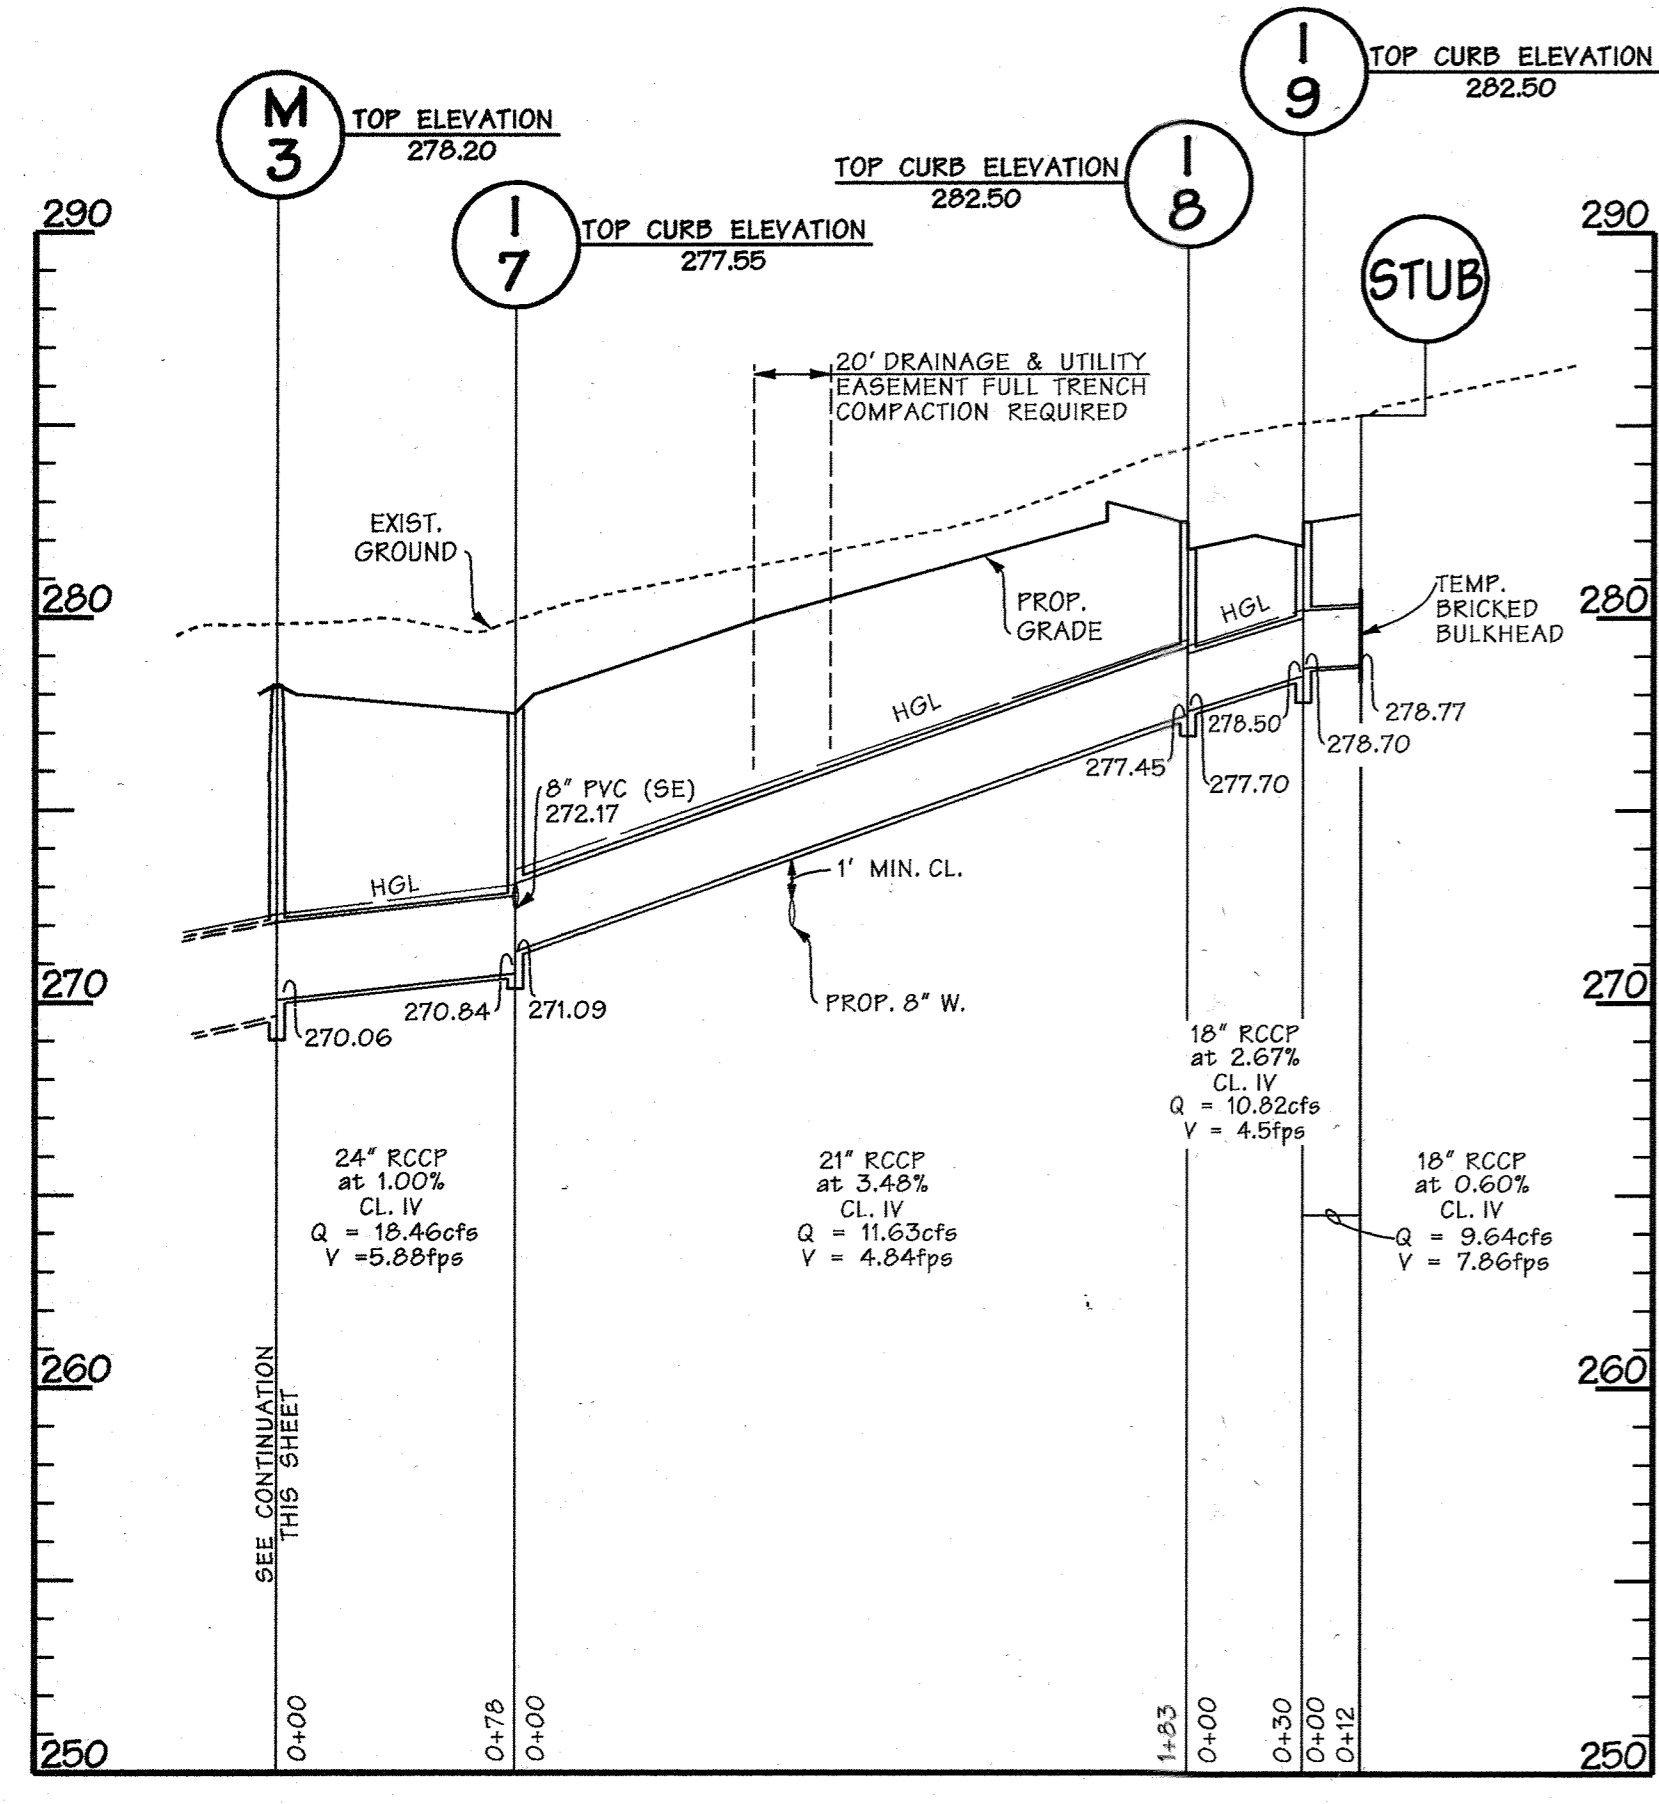 M
3
TOP ELEVATION
278.20
I
7
TOP CURB ELEVATION
277.55
TOP CURB ELEVATION
282.50
I
8
I
9
TOP CURB ELEVATION
282.50
STUB
290
290
20' DRAINAGE & UTILITY
EASEMENT FULL TRENCH
COMPACTION REQUIRED
EXIST.
GROUND
PROP.
GRADE
HGL
TEMP.
BRICKED
BULKHEAD
280
280
HGL
278.50
278.77
278.70
277.45
277.70
8" PVC (SE)
272.17
HGL
1' MIN. CL.
PROP. 8" W.
270
270
270.06
270.84
271.09
18" RCCP
at 2.67%
CL. IV
Q = 10.82cfs
V = 4.5fps
24" RCCP
at 1.00%
CL. IV
Q = 18.46cfs
V =5.88fps
21" RCCP
at 3.48%
CL. IV
Q = 11.63cfs
V = 4.84fps
18" RCCP
at 0.60%
CL. IV
Q = 9.64cfs
V = 7.86fps
260
260
SEE CONTINUATION
THIS SHEET
0+00
0+78
0+00
1+83
0+00
0+30
0+00
0+12
250
250